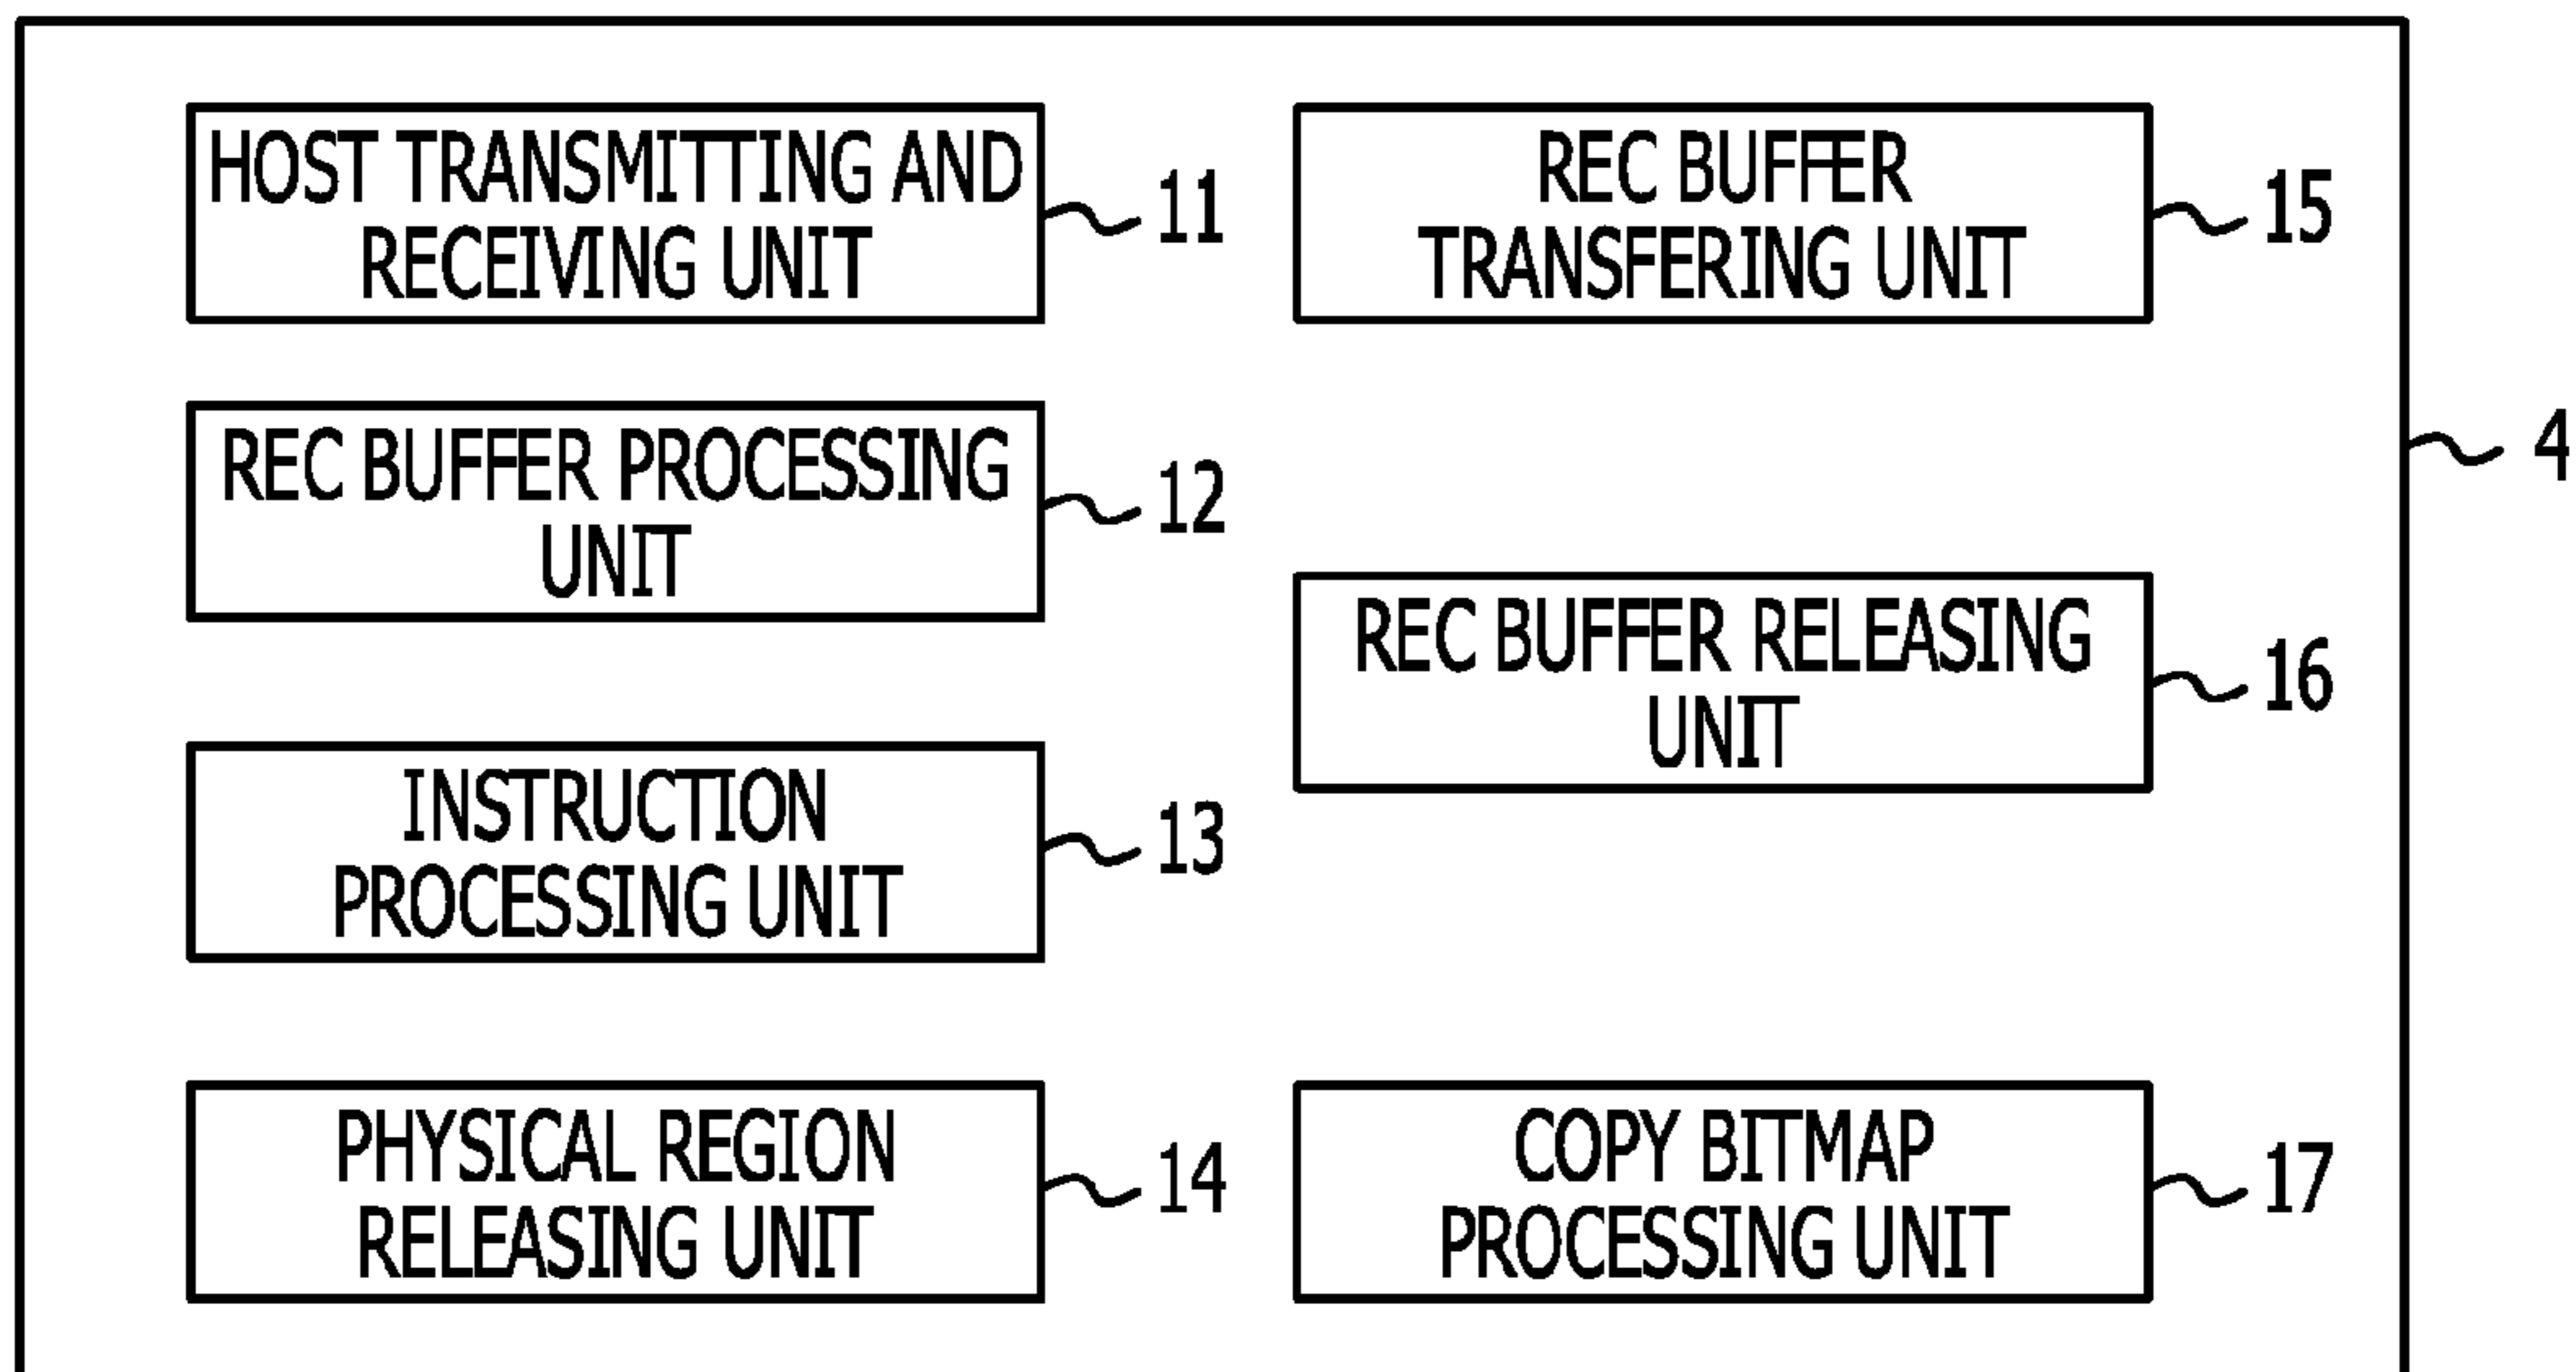 HOST TRANSMITTING AND
RECEIVING UNIT
11
REC BUFFER PROCESSING
UNIT
12
INSTRUCTION
PROCESSING UNIT
13
PHYSICAL REGION
RELEASING UNIT
14
REC BUFFER
TRANSFERING UNIT
15
REC BUFFER RELEASING
UNIT
16
COPY BITMAP
PROCESSING UNIT
17
4